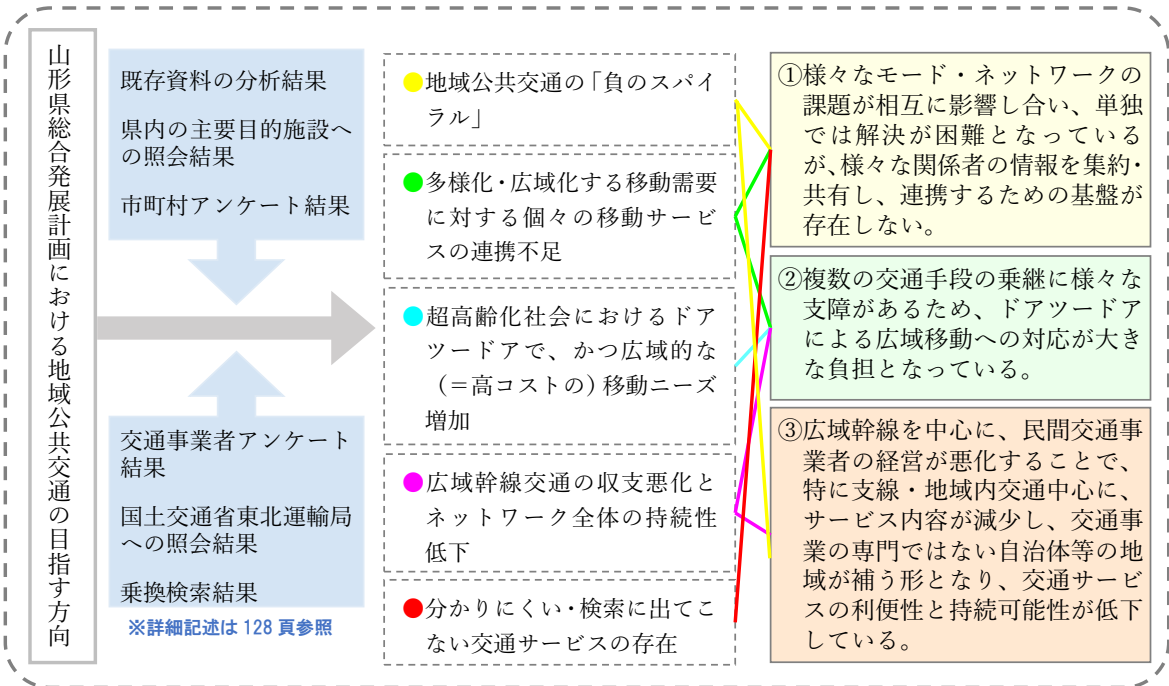 山形県総合発展計画における地域公共交通の目指す方向
既存資料の分析結果
県内の主要目的施設へ
の照会結果
市町村アンケート結果
交通事業者アンケート
結果
国土交通省東北運輸局
への照会結果
乗換検索結果
※詳細記述は 128 頁参照
●地域公共交通の「負のスパイ
ラル」
●多様化・広域化する移動需要
に対する個々の移動サービ
スの連携不足
●超高齢化社会におけるドア
ツードアで、かつ広域的な
(=高コストの)移動ニーズ
増加
●広域幹線交通の収支悪化と
ネットワーク全体の持続性
低下
●分かりにくい・検索に出てこ
ない交通サービスの存在
①様々なモード・ネットワークの
課題が相互に影響し合い、単独
では解決が困難となっている
が、様々な関係者の情報を集約・
共有し、連携するための基盤が
存在しない。
②複数の交通手段の乗継に様々な
支障があるため、ドアツードア
による広域移動への対応が大き
な負担となっている。
③広域幹線を中心に、民間交通事
業者の経営が悪化することで、
特に支線・地域内交通中心に、
サービス内容が減少し、交通事
業の専門ではない自治体等の地
域が補う形となり、交通サービ
スの利便性と持続可能性が低下
している。